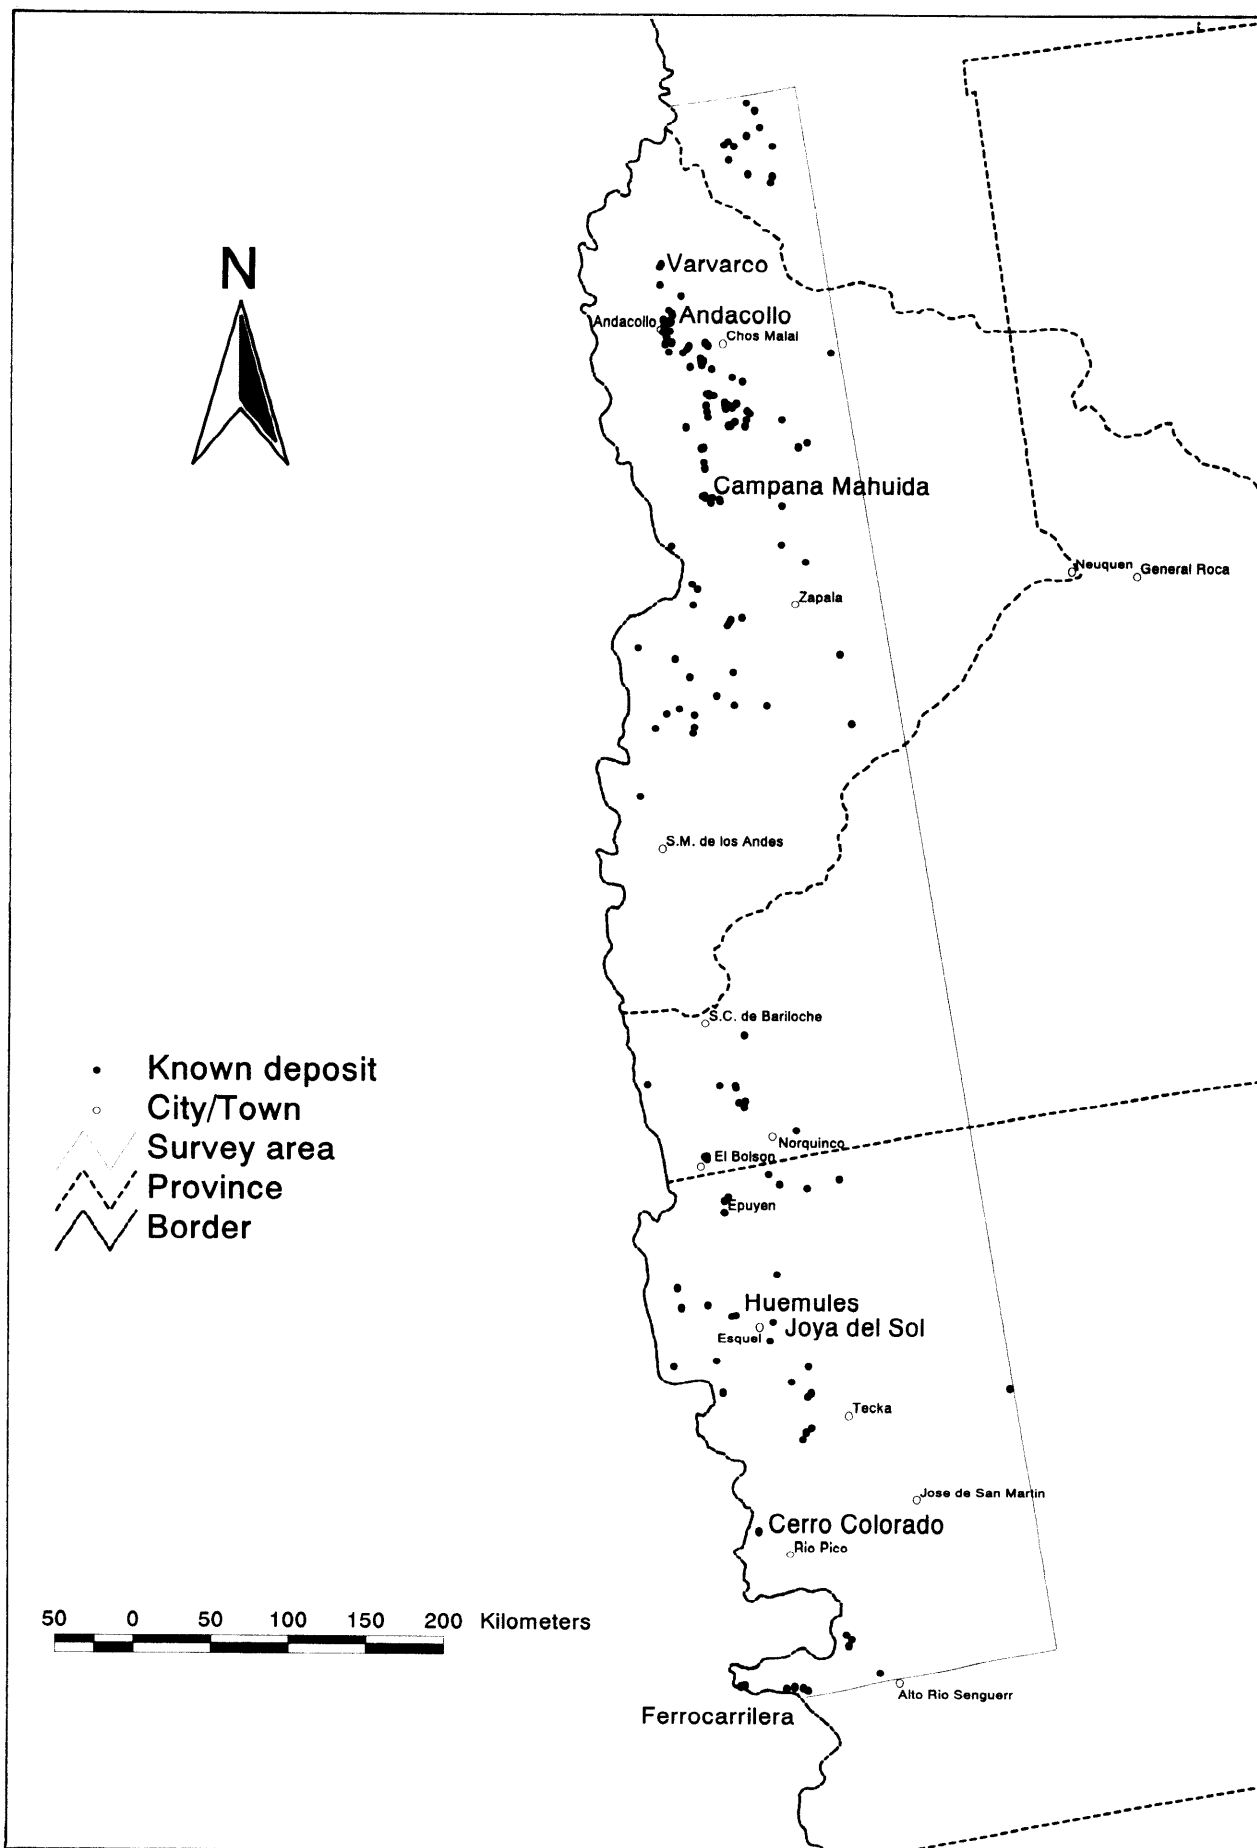 N
Varvarco
Andacollo
Andacollo
Chos Malal
Campana Mahuida
Neuquen
General Roca
Zapala
S.M. de los Andes
S.C. de Bariloche
Known deposit
City/Town
Survey area
Province
Border
Norquinco
El Bolson
Epuyen
Huemules
Joya del Sol
Esquel
Tecka
Jose de San Martin
Cerro Colorado
Rio Pico
50 0 50 100 150 200 Kilometers
Alto Rio Senguerr
Ferrocarrilera